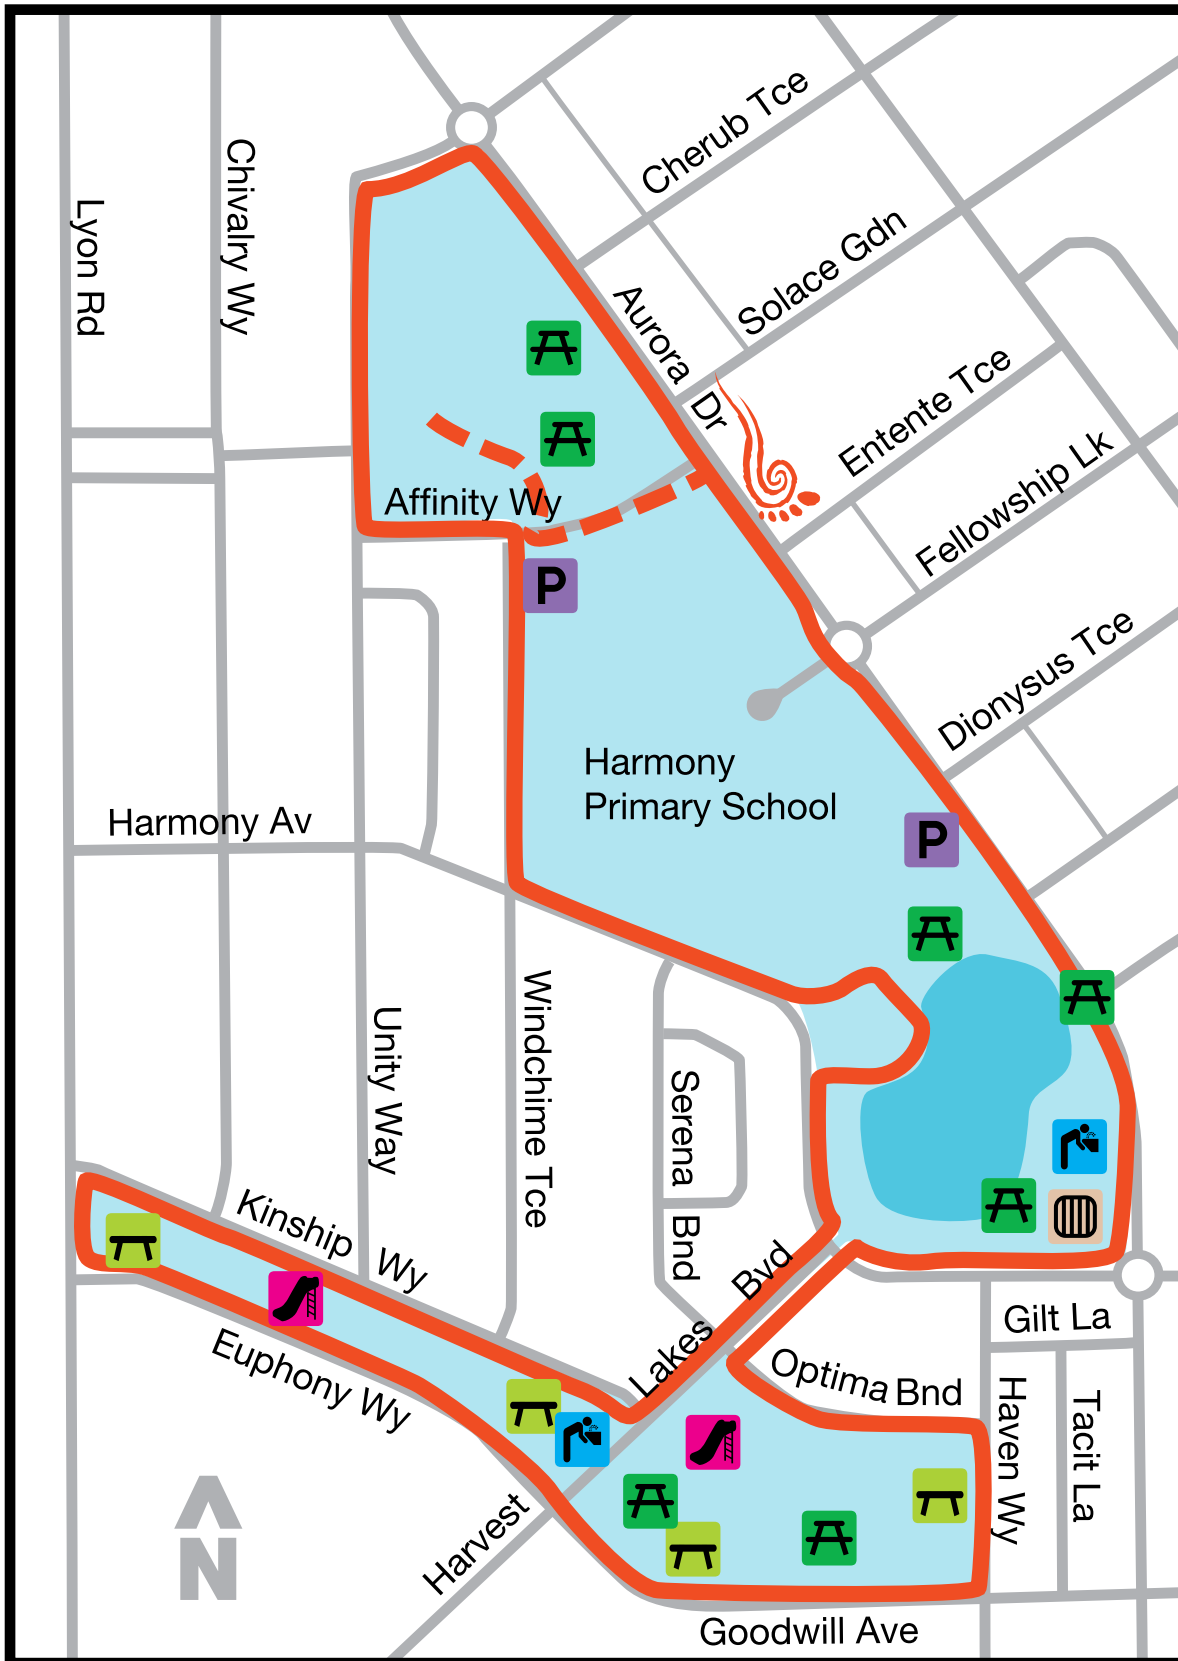 Cherub Tce
Chivalry Wy
Lyon Rd
Solace Gdn
Aurora Dr
Entente Tce
Fellowship Lk
Affinity Wy
P
Dionysus Tce
Harmony
Primary School
Harmony Av
P
Windchime Tce
Unity Way
Serena Bnd
Kinship Wy
Euphony Wy
Harvest Lakes Bvd
Gilt La
Optima Bnd
Haven Wy
Tacit La
N
Goodwill Ave